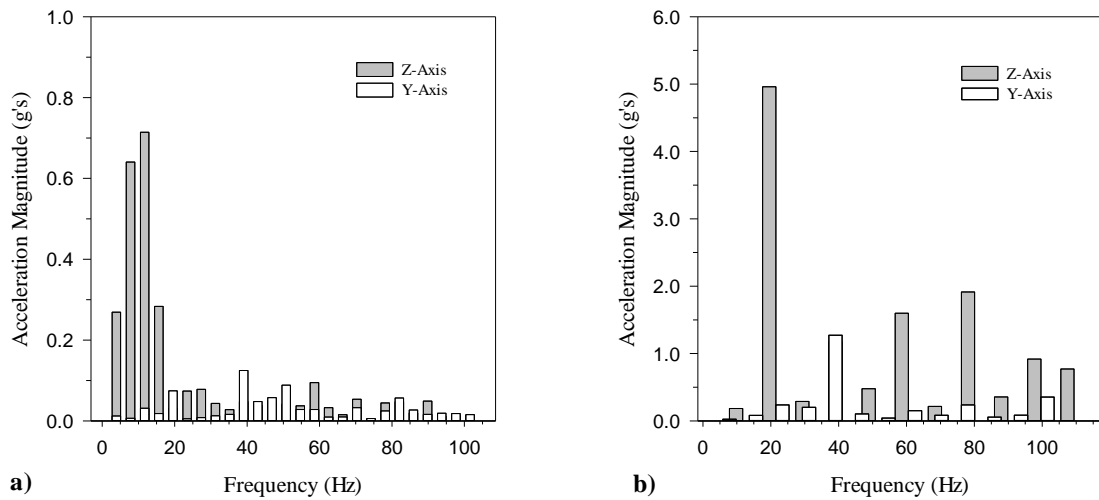 1.0
0.8
0.6
0.4
0.2
0.0
Acceleration Magnitude (g's)
Z-Axis
Y-Axis
0 20 40 60 80 100
Frequency (Hz)
a)
6.0
5.0
4.0
3.0
2.0
1.0
0.0
Acceleration Magnitude (g's)
Z-Axis
Y-Axis
0 20 40 60 80 100
Frequency (Hz)
b)